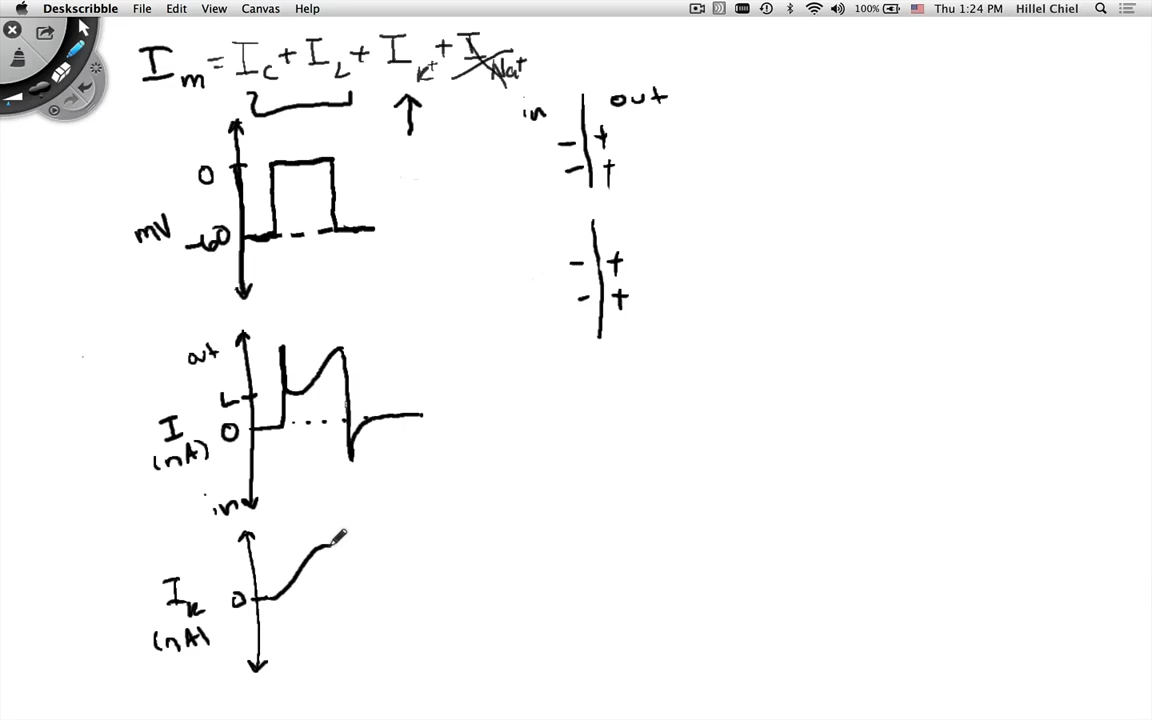 Deskscribble File Edit View Canvas Help 100% Thu 1:24 PM Hillel Chiel
Im = Ic + IL + IK+ + INa+
in out
- +
- +
0
mV -60
- +
- +
out
L
I 0
(nA)
in
IK 0
(nA)